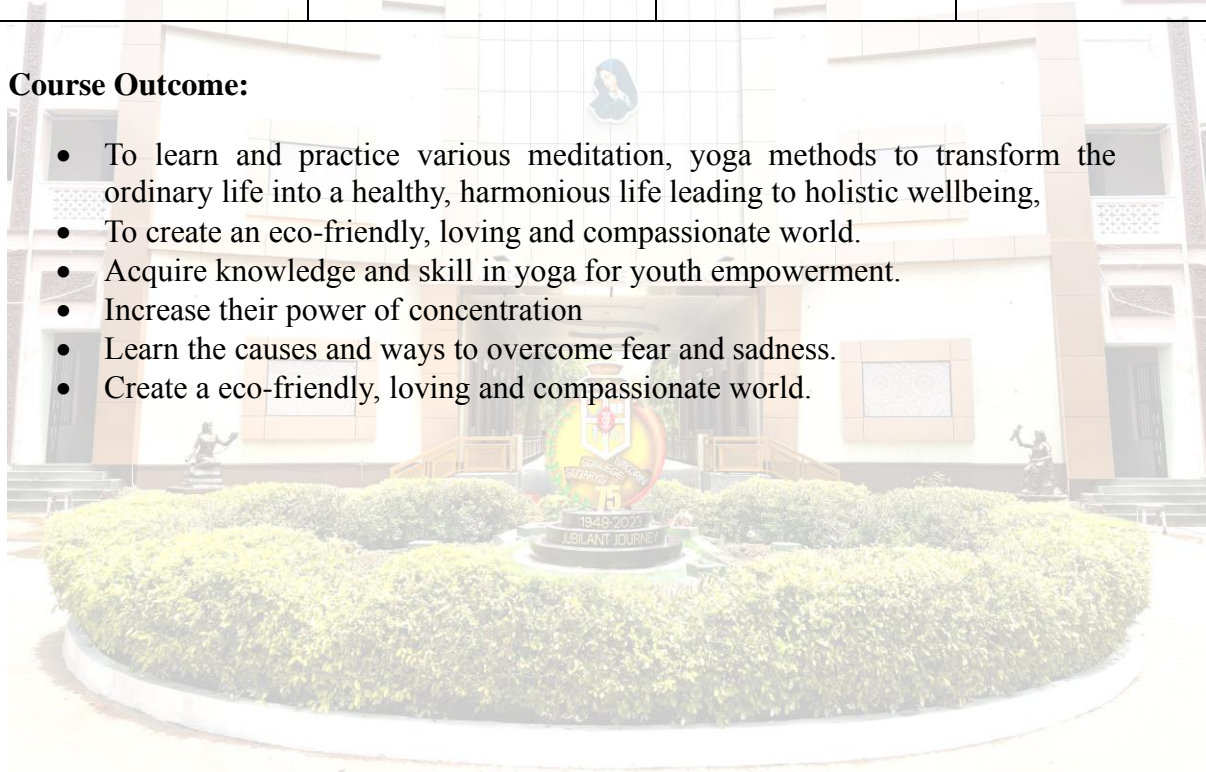 Course Outcome:
• To learn and practice various meditation, yoga methods to transform the
ordinary life into a healthy, harmonious life leading to holistic wellbeing,
• To create an eco-friendly, loving and compassionate world.
• Acquire knowledge and skill in yoga for youth empowerment.
• Increase their power of concentration
• Learn the causes and ways to overcome fear and sadness.
• Create a eco-friendly, loving and compassionate world.
75
1948-2023
JUBILANT JOURNEY